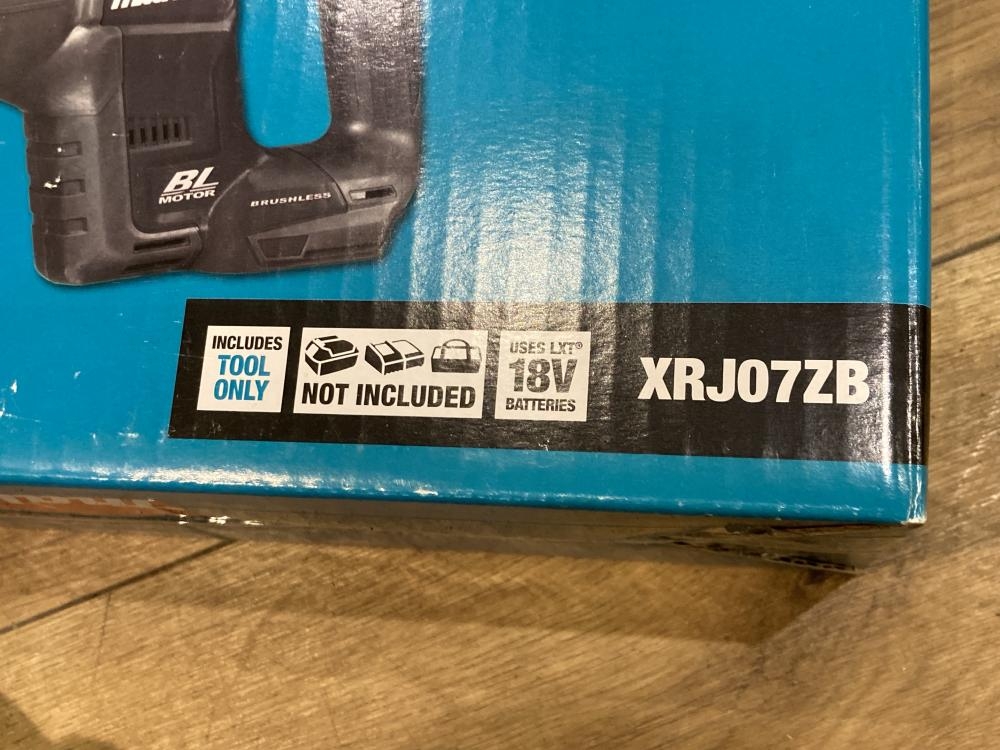 BL
MOTOR
BRUSHLESS
INCLUDES
TOOL
ONLY
NOT INCLUDED
USES LXT®
18V
BATTERIES
XRJ07ZB